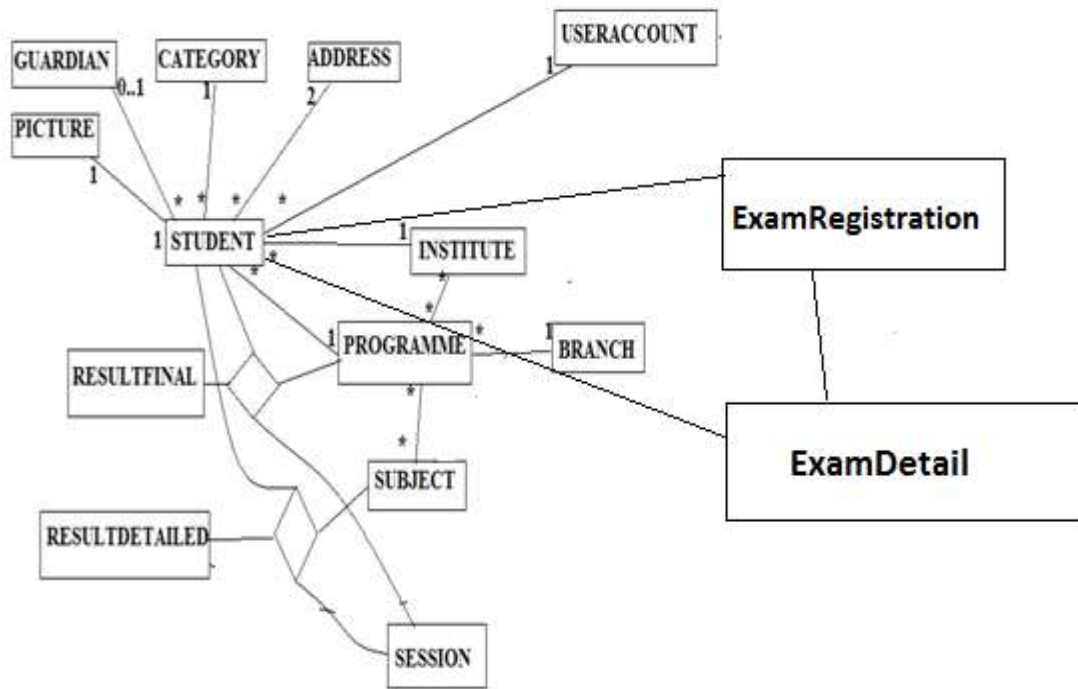 USERACCOUNT
1
GUARDIAN
0..1
CATEGORY
1
ADDRESS
2
PICTURE
1
* * * *
ExamRegistration
1 STUDENT
* *
1
INSTITUTE
*
*
1
PROGRAMME
*
*
1
BRANCH
RESULTFINAL
*
SUBJECT
ExamDetail
RESULTDETAILED
SESSION